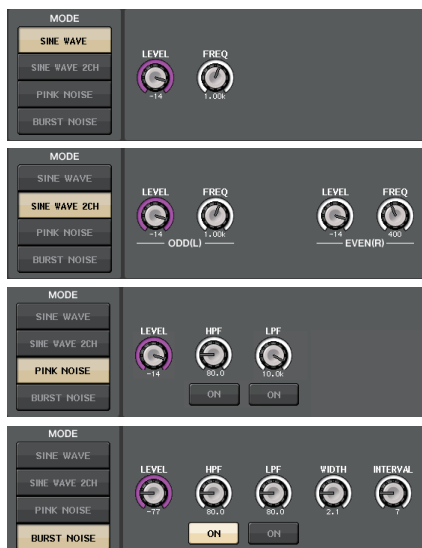 MODE
SINE WAVE
SINE WAVE 2CH
PINK NOISE
BURST NOISE
LEVEL FREQ
-14 1.00k
MODE
SINE WAVE
SINE WAVE 2CH
PINK NOISE
BURST NOISE
LEVEL FREQ LEVEL FREQ
-14 1.00k -14 400
ODD(L) EVEN(R)
MODE
SINE WAVE
SINE WAVE 2CH
PINK NOISE
BURST NOISE
LEVEL HPF LPF
-14 80.0 10.0k
ON ON
MODE
SINE WAVE
SINE WAVE 2CH
PINK NOISE
BURST NOISE
LEVEL HPF LPF WIDTH INTERVAL
-77 80.0 80.0 2.1 7
ON ON